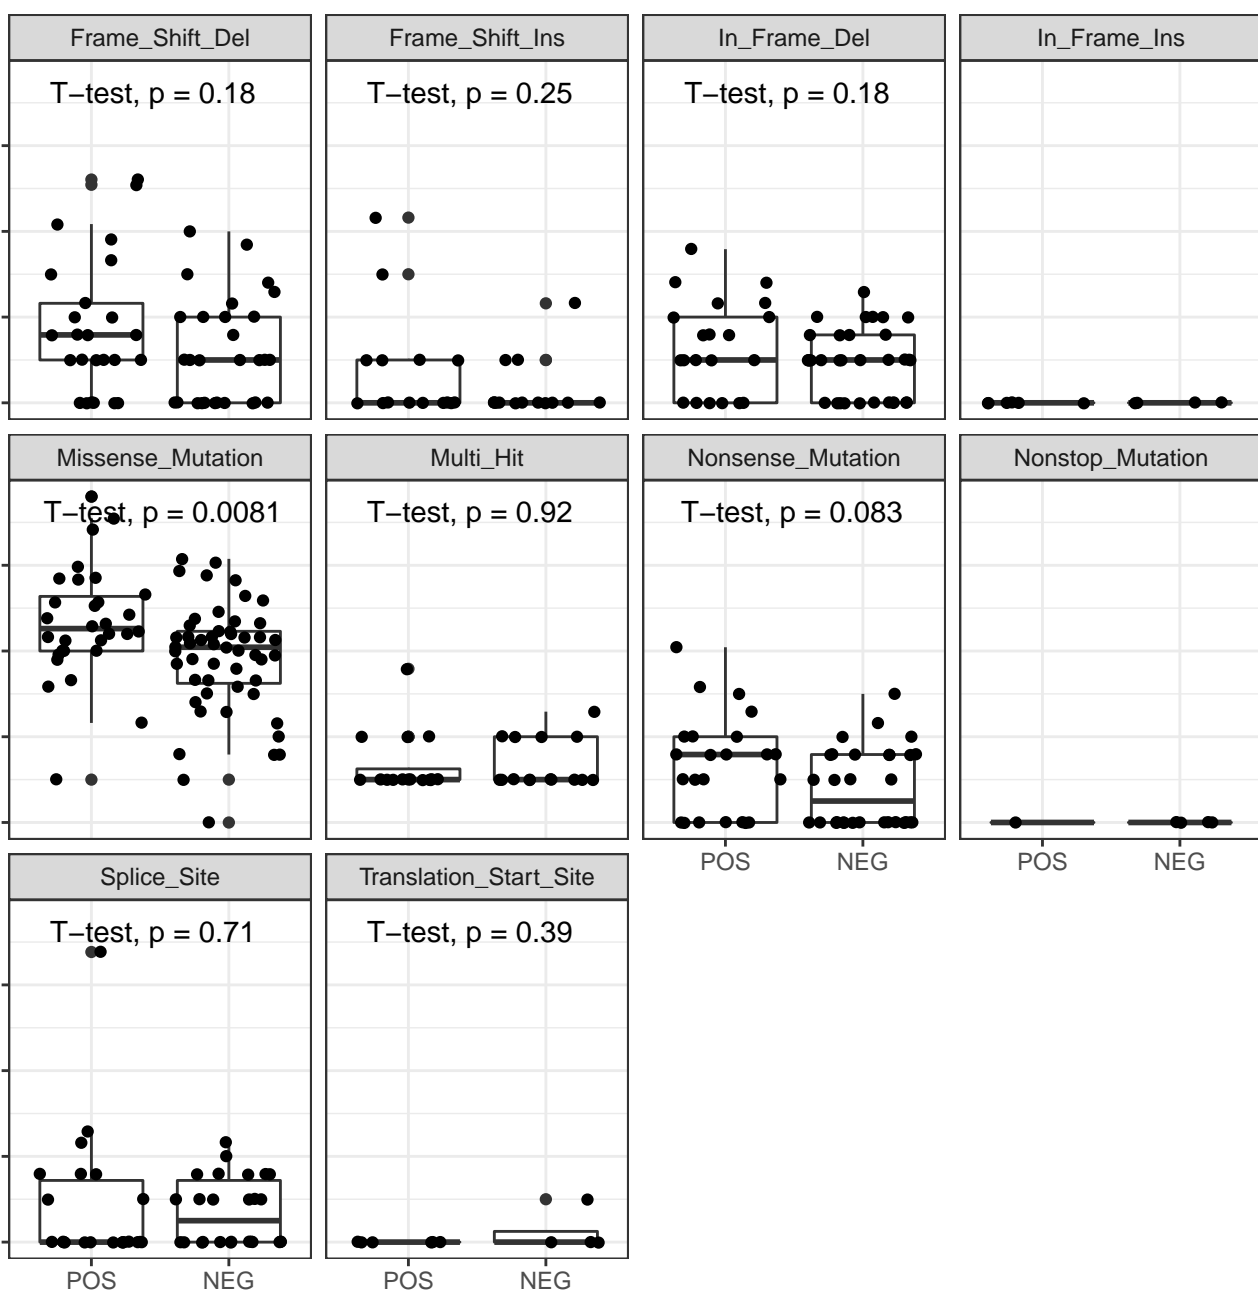 Frame_Shift_Del Frame_Shift_Ins In_Frame_Del In_Frame_Ins
T−test, p = 0.18 T−test, p = 0.25 T−test, p = 0.18
Missense_Mutation Multi_Hit Nonsense_Mutation Nonstop_Mutation
T−test, p = 0.0081 T−test, p = 0.92 T−test, p = 0.083
POS NEG POS NEG
Splice_Site Translation_Start_Site
T−test, p = 0.71 T−test, p = 0.39
POS NEG POS NEG